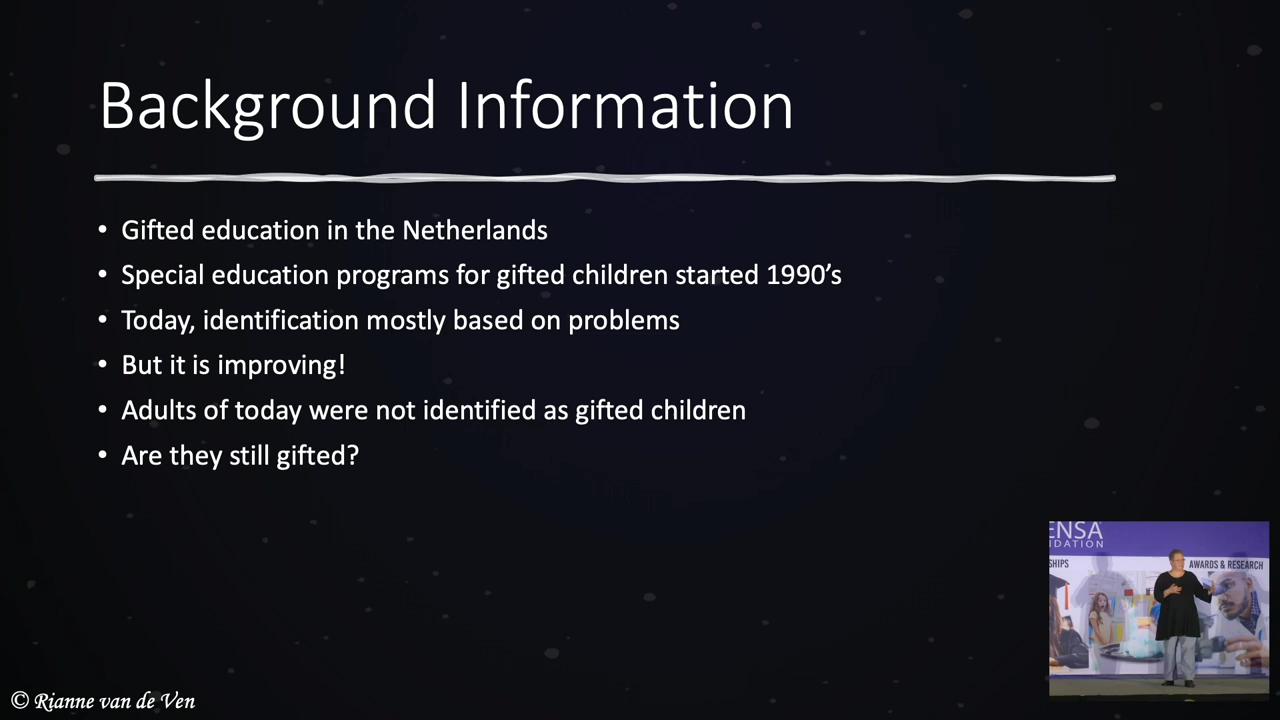 Background Information
• Gifted education in the Netherlands
• Special education programs for gifted children started 1990’s
• Today, identification mostly based on problems
• But it is improving!
• Adults of today were not identified as gifted children
• Are they still gifted?
ENSA
IDATION
SHIPS
AWARDS & RESEARCH
© Rianne van de Ven